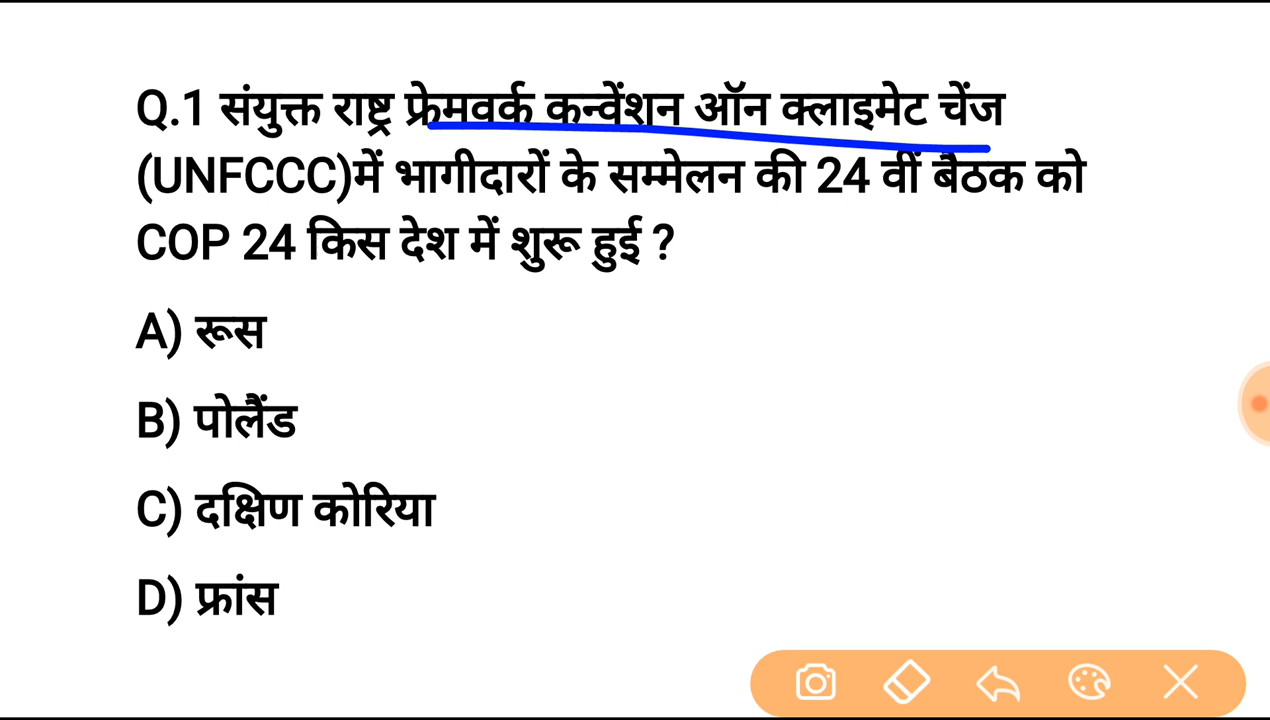 Q.1 संयुक्त राष्ट्र फ्रेमवर्क कन्वेंशन ऑन क्लाइमेट चेंज
(UNFCCC)में भागीदारों के सम्मेलन की 24 वीं बैठक को
COP 24 किस देश में शुरू हुई ?
A) रूस
B) पोलैंड
C) दक्षिण कोरिया
D) फ्रांस